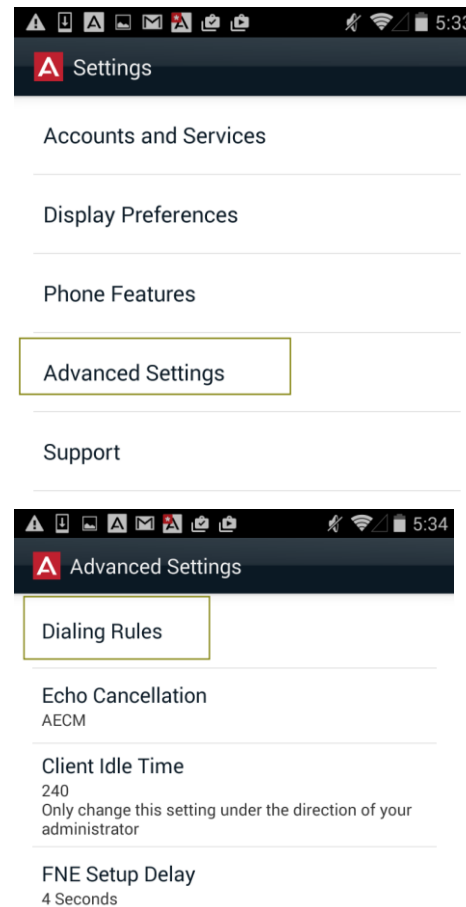 5:33
A Settings
Accounts and Services
Display Preferences
Phone Features
Advanced Settings
Support
5:34
A Advanced Settings
Dialing Rules
Echo Cancellation
AECM
Client Idle Time
240
Only change this setting under the direction of your
administrator
FNE Setup Delay
4 Seconds